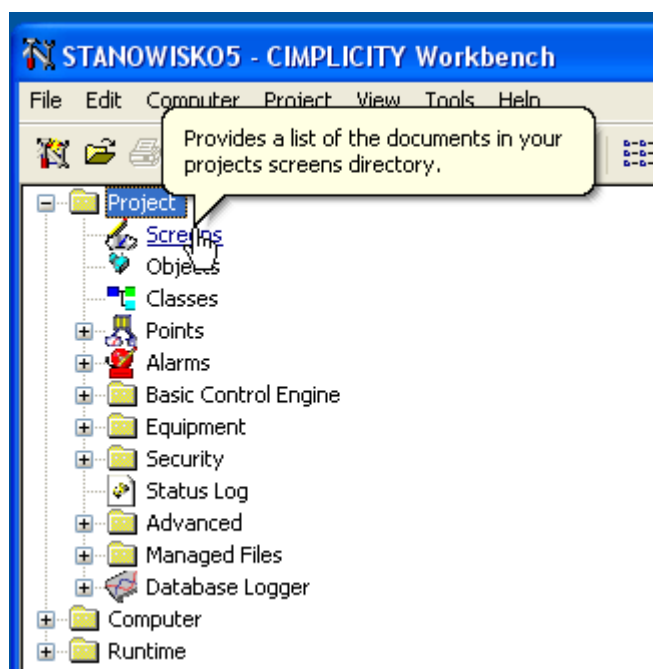 STANOWISKO5 - CIMPLICITY Workbench
File Edit Computer Project View Tools Help
Provides a list of the documents in your
projects screens directory.
Project
Screens
Objects
Classes
Points
Alarms
Basic Control Engine
Equipment
Security
Status Log
Advanced
Managed Files
Database Logger
Computer
Runtime